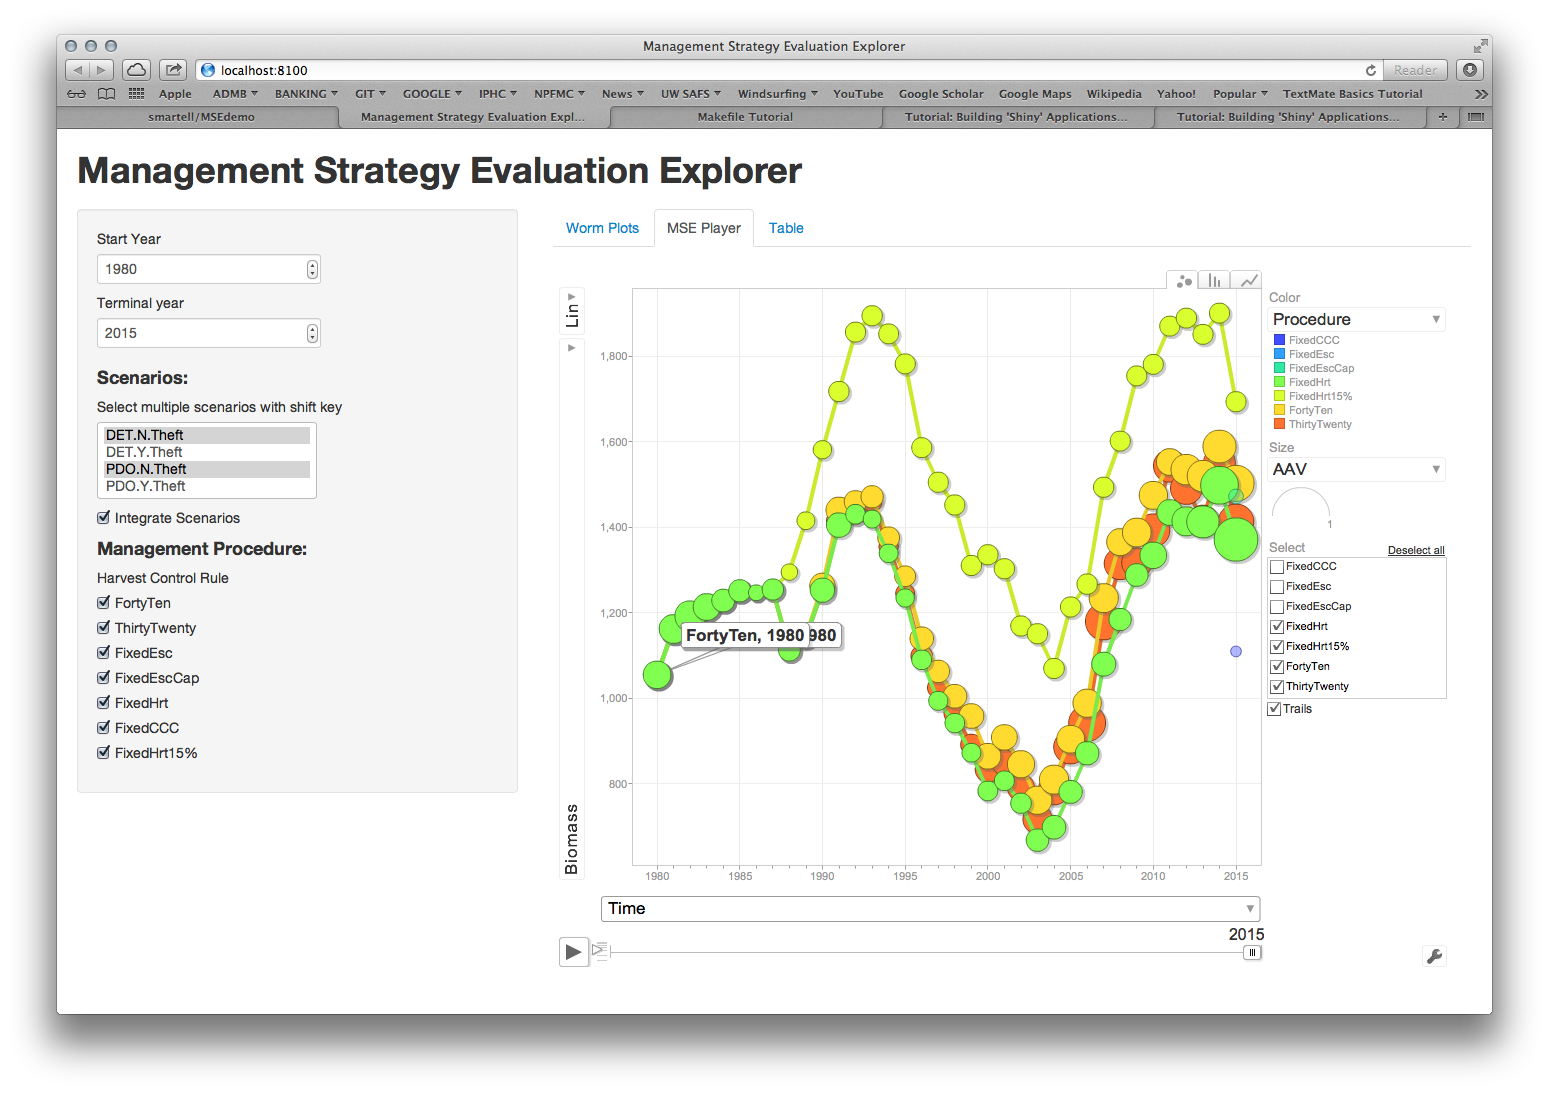 Management Strategy Evaluation Explorer
localhost:8100
Reader
Apple ADMB BANKING GIT GOOGLE IPHC NPFMC News UW SAFS Windsurfing YouTube Google Scholar Google Maps Wikipedia Yahoo! Popular TextMate Basics Tutorial
smartell/MSEdemo
Management Strategy Evaluation Expl...
Makefile Tutorial
Tutorial: Building 'Shiny' Applications...
Tutorial: Building 'Shiny' Applications...
Management Strategy Evaluation Explorer
Start Year
1980
Terminal year
2015
Scenarios:
Select multiple scenarios with shift key
DET.N.Theft
DET.Y.Theft
PDO.N.Theft
PDO.Y.Theft
Integrate Scenarios
Management Procedure:
Harvest Control Rule
FortyTen
ThirtyTwenty
FixedEsc
FixedEscCap
FixedHrt
FixedCCC
FixedHrt15%
Worm Plots
MSE Player
Table
Lin
Biomass
1,800
1,600
1,400
1,200
1,000
800
FortyTen, 1980
980
1980 1985 1990 1995 2000 2005 2010 2015
Time
2015
Color
Procedure
FixedCCC
FixedEsc
FixedEscCap
FixedHrt
FixedHrt15%
FortyTen
ThirtyTwenty
Size
AAV
1
Select
Deselect all
FixedCCC
FixedEsc
FixedEscCap
FixedHrt
FixedHrt15%
FortyTen
ThirtyTwenty
Trails